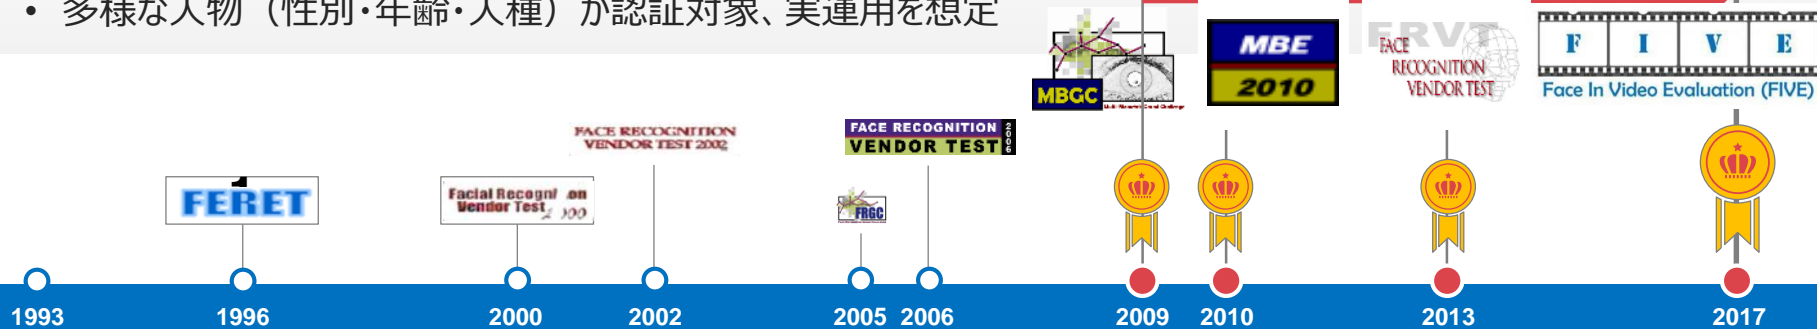 • 多様な人物（性別・年齢・人種）が認証対象、実運用を想定
MBGC
MBE
2010
FRVT
FACE
RECOGNITION
VENDOR TEST
F I V E
Face In Video Evaluation (FIVE)
FACE RECOGNITION
VENDOR TEST 2002
FACE RECOGNITION
VENDOR TEST
2006
FERET
Facial Recogni on
Vendor Test
FRGC
1993 1996 2000 2002 2005 2006 2009 2010 2013 2017